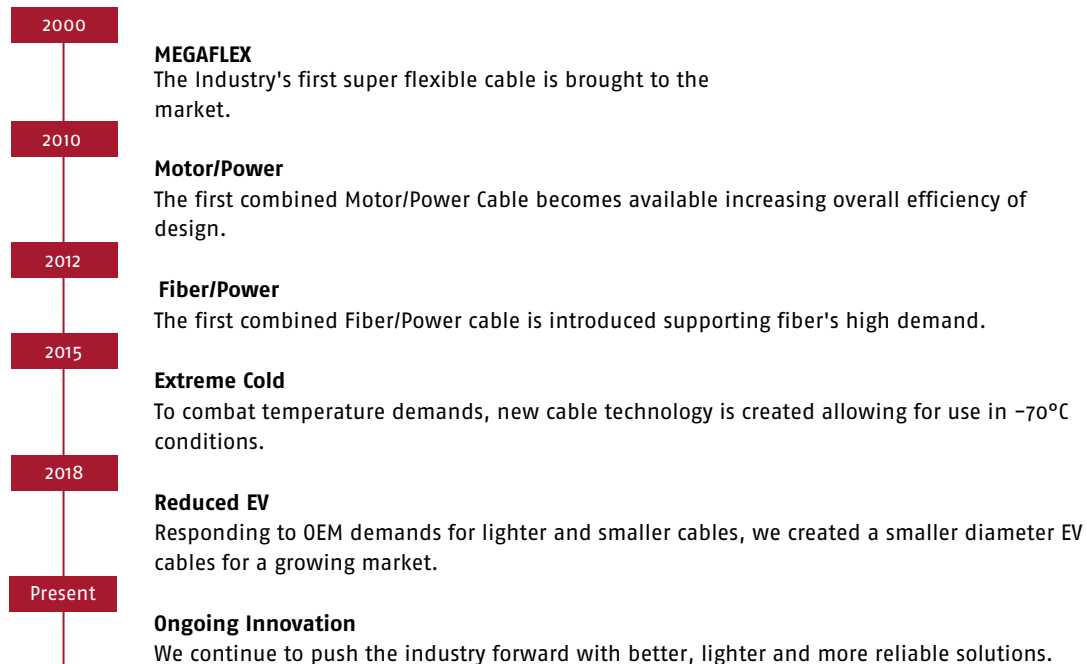 2000
MEGAFLEX
The Industry's first super flexible cable is brought to the
market.
2010
Motor/Power
The first combined Motor/Power Cable becomes available increasing overall efficiency of
design.
2012
Fiber/Power
The first combined Fiber/Power cable is introduced supporting fiber's high demand.
2015
Extreme Cold
To combat temperature demands, new cable technology is created allowing for use in -70°C
conditions.
2018
Reduced EV
Responding to OEM demands for lighter and smaller cables, we created a smaller diameter EV
cables for a growing market.
Present
Ongoing Innovation
We continue to push the industry forward with better, lighter and more reliable solutions.